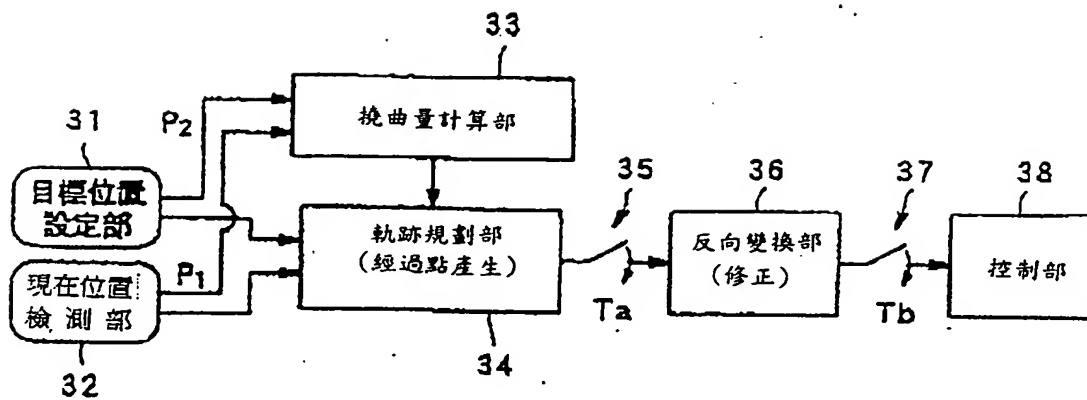 33
撓曲量計算部
31
P2
目標位置
設定部
35
36
37
38
軌跡規劃部
(經過點產生)
反向變換部
(修正)
控制部
現在位置
檢測部
P1
Ta
Tb
32
34